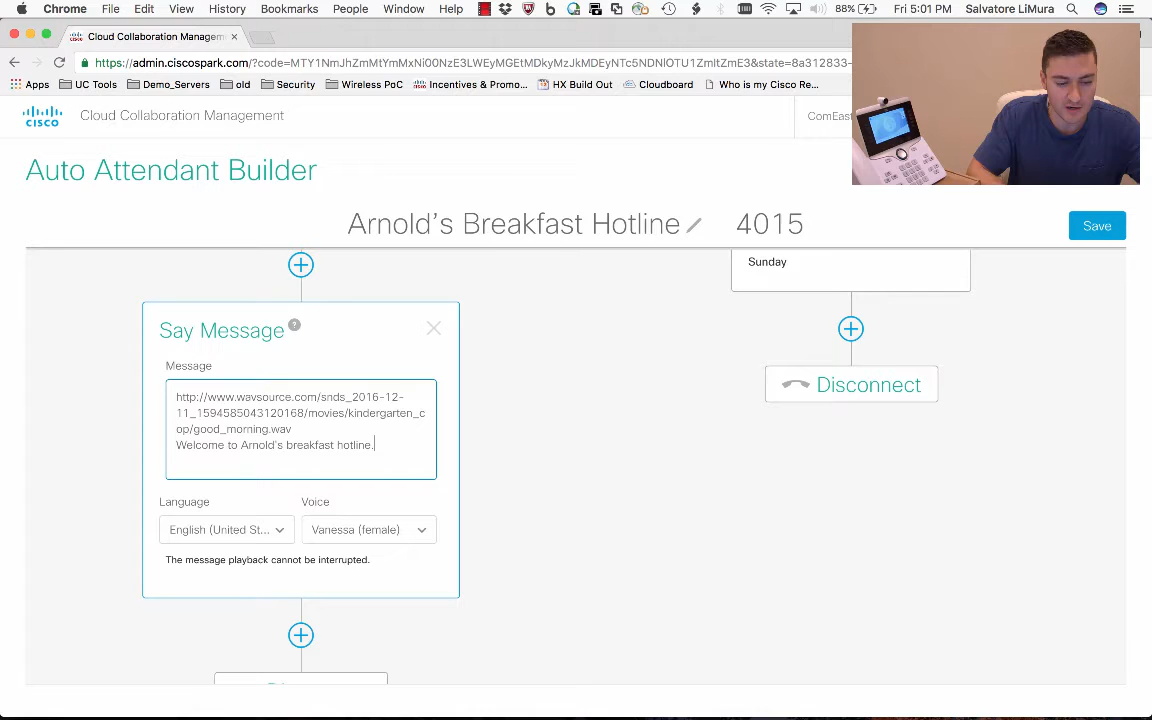 Chrome File Edit View History Bookmarks People Window Help 88% Fri 5:01 PM Salvatore LiMura
Cloud Collaboration Managem
https://admin.ciscospark.com/?code=
Apps UC Tools Demo_Servers old Security Wireless PoC Incentives & Promo... HX Build Out Cloudboard Who is my Cisco Re...
CISCO Cloud Collaboration Management ComEast
Auto Attendant Builder
Arnold's Breakfast Hotline 4015 Save
Sunday
Say Message ?
Message
http://www.wavsource.com/snds_2016-12-
11_1594585043120168/movies/kindergarten_c
op/good_morning.wav
Welcome to Arnold's breakfast hotline.
Disconnect
Language Voice
English (United St... Vanessa (female)
The message playback cannot be interrupted.